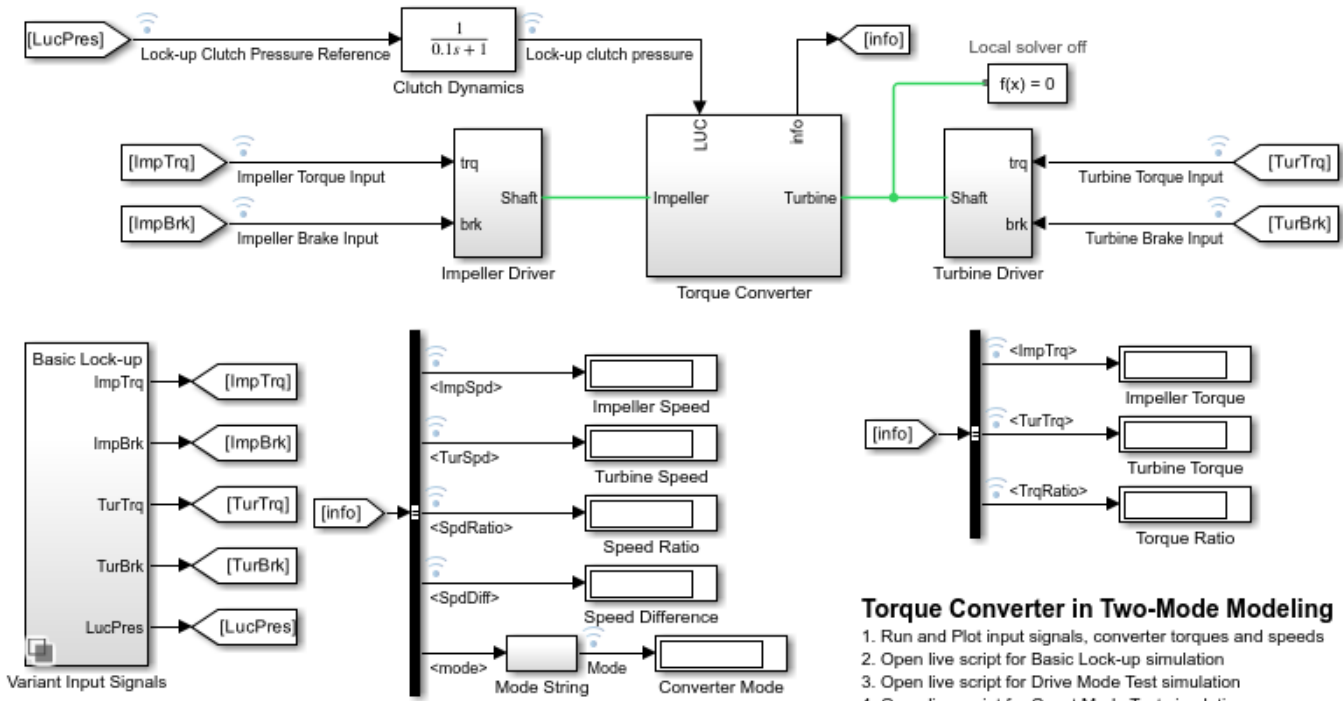 [LucPres]
Lock-up Clutch Pressure Reference
1
0.1s + 1
Clutch Dynamics
Lock-up clutch pressure
[info]
Local solver off
f(x) = 0
[ImpTrq]
Impeller Torque Input
[ImpBrk]
Impeller Brake Input
trq
brk
Shaft
Impeller Driver
LUC
info
Impeller
Turbine
Torque Converter
Shaft
trq
brk
Turbine Driver
Turbine Torque Input
[TurTrq]
Turbine Brake Input
[TurBrk]
Basic Lock-up
ImpTrq
[ImpTrq]
ImpBrk
[ImpBrk]
TurTrq
[TurTrq]
TurBrk
[TurBrk]
LucPres
[LucPres]
Variant Input Signals
[info]
<ImpSpd>
Impeller Speed
<TurSpd>
Turbine Speed
<SpdRatio>
Speed Ratio
<SpdDiff>
Speed Difference
<mode>
Mode String
Mode
Converter Mode
[info]
<ImpTrq>
Impeller Torque
<TurTrq>
Turbine Torque
<TrqRatio>
Torque Ratio
Torque Converter in Two-Mode Modeling
1. Run and Plot input signals, converter torques and speeds
2. Open live script for Basic Lock-up simulation
3. Open live script for Drive Mode Test simulation